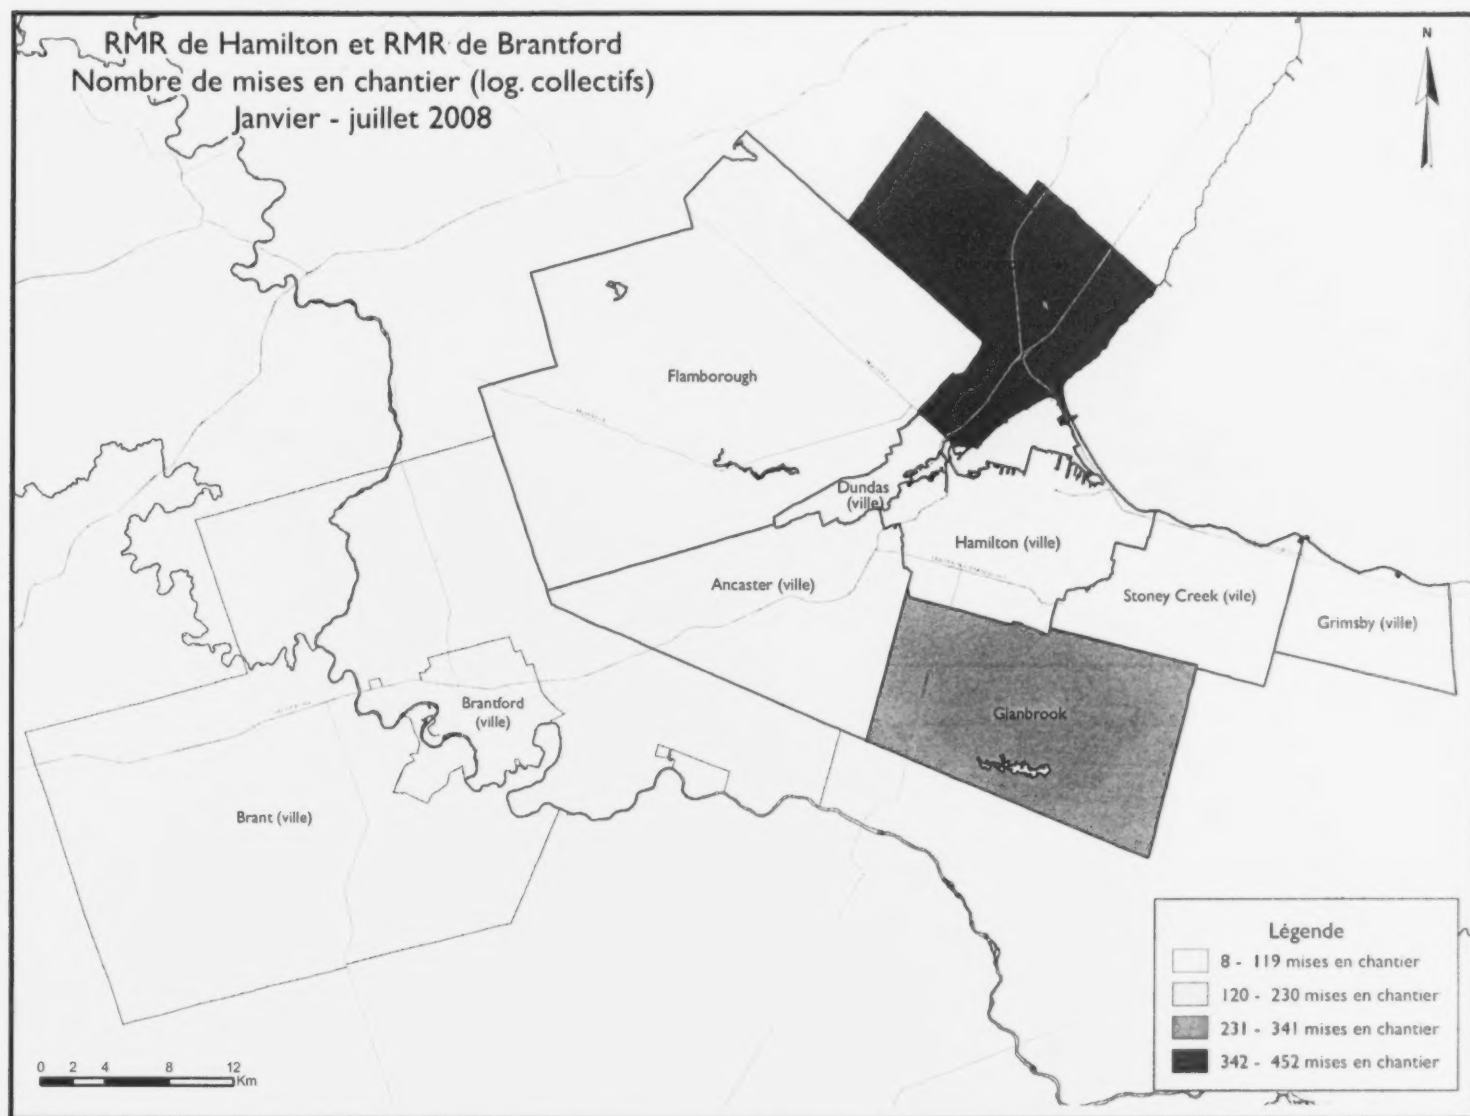 RMR de Hamilton et RMR de Brantford
Nombre de mises en chantier (log. collectifs)
Janvier - juillet 2008
N
Flamborough
Dundas
(ville)
Hamilton (ville)
Ancaster (ville)
Stoney Creek (vile)
Grimsby (ville)
Brantford
(ville)
Glanbrook
Brant (ville)
Légende
8 - 119 mises en chantier
120 - 230 mises en chantier
231 - 341 mises en chantier
342 - 452 mises en chantier
0 2 4 8 12
Km